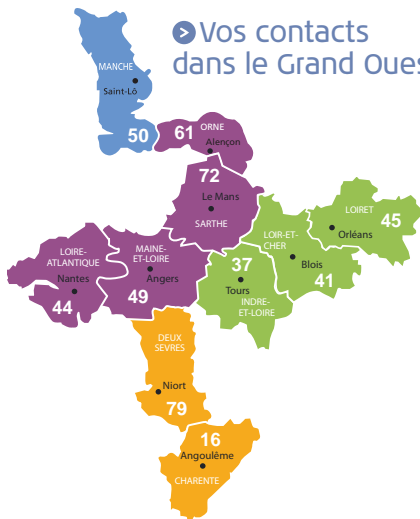 Vos contacts
dans le Grand Oues
MANCHE
Saint-Lô
50
61
ORNE
Alençon
72
Le Mans
SARTHE
LOIRET
45
Orléans
LOIR-ET-
CHER
Blois
41
37
Tours
INDRE-
ET-LOIRE
MAINE-
ET-LOIRE
Angers
49
LOIRE-
ATLANTIQUE
Nantes
44
DEUX
SEVRES
Niort
79
16
Angoulême
CHARENTE